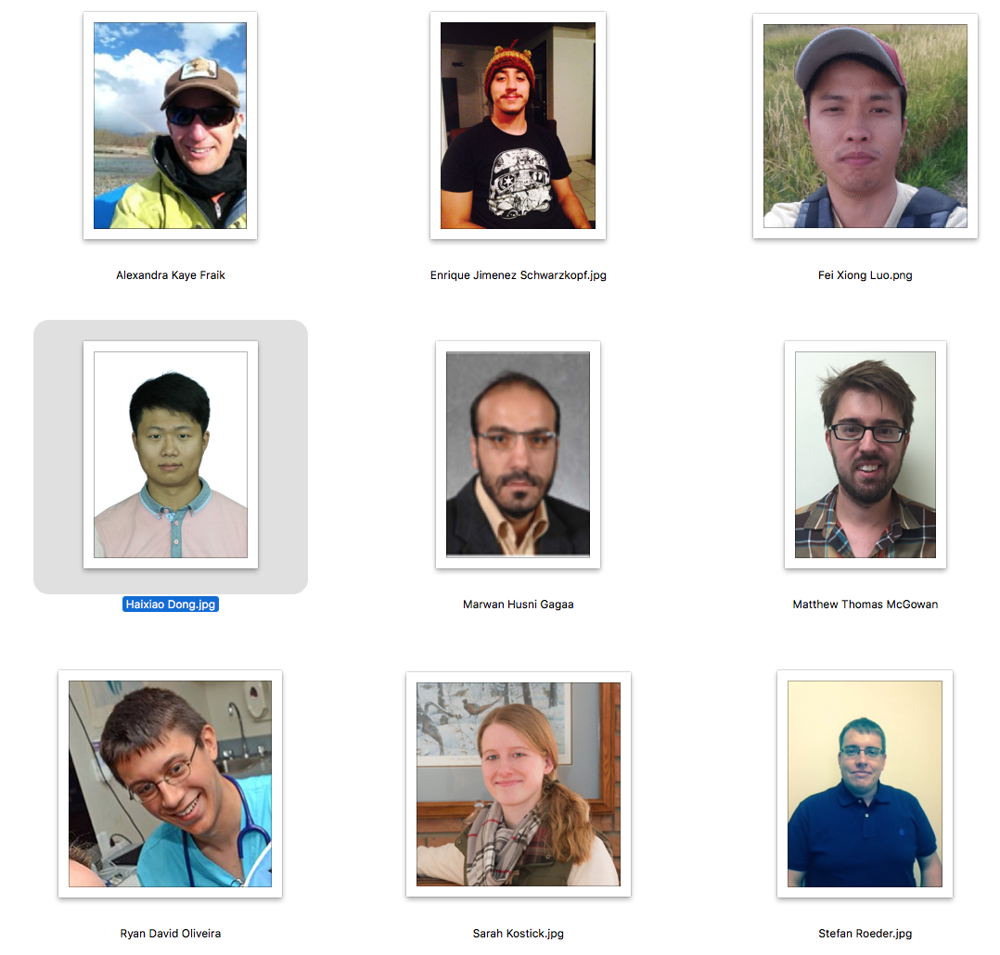 Alexandra Kaye Fraik
Enrique Jimenez Schwarzkopf.jpg
Fei Xiong Luo.png
Haixiao Dong.jpg
Marwan Husni Gagaa
Matthew Thomas McGowan
Ryan David Oliveira
Sarah Kostick.jpg
Stefan Roeder.jpg